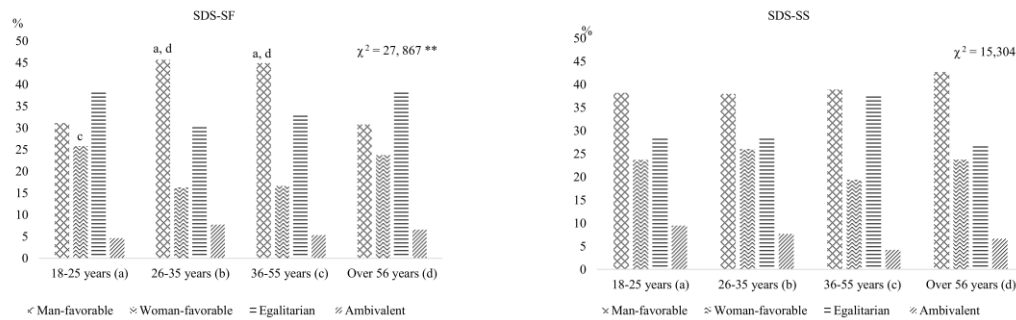 SDS-SF
%
50
45
40
35
30
25
20
15
10
5
0
a, d
a, d
c
χ² = 27, 867 **
18-25 years (a) 26-35 years (b) 36-55 years (c) Over 56 years (d)
Man-favorable Woman-favorable Egalitarian Ambivalent
SDS-SS
%
50
45
40
35
30
25
20
15
10
5
0
χ² = 15,304
18-25 years (a) 26-35 years (b) 36-55 years (c) Over 56 years (d)
Man-favorable Woman-favorable Egalitarian Ambivalent